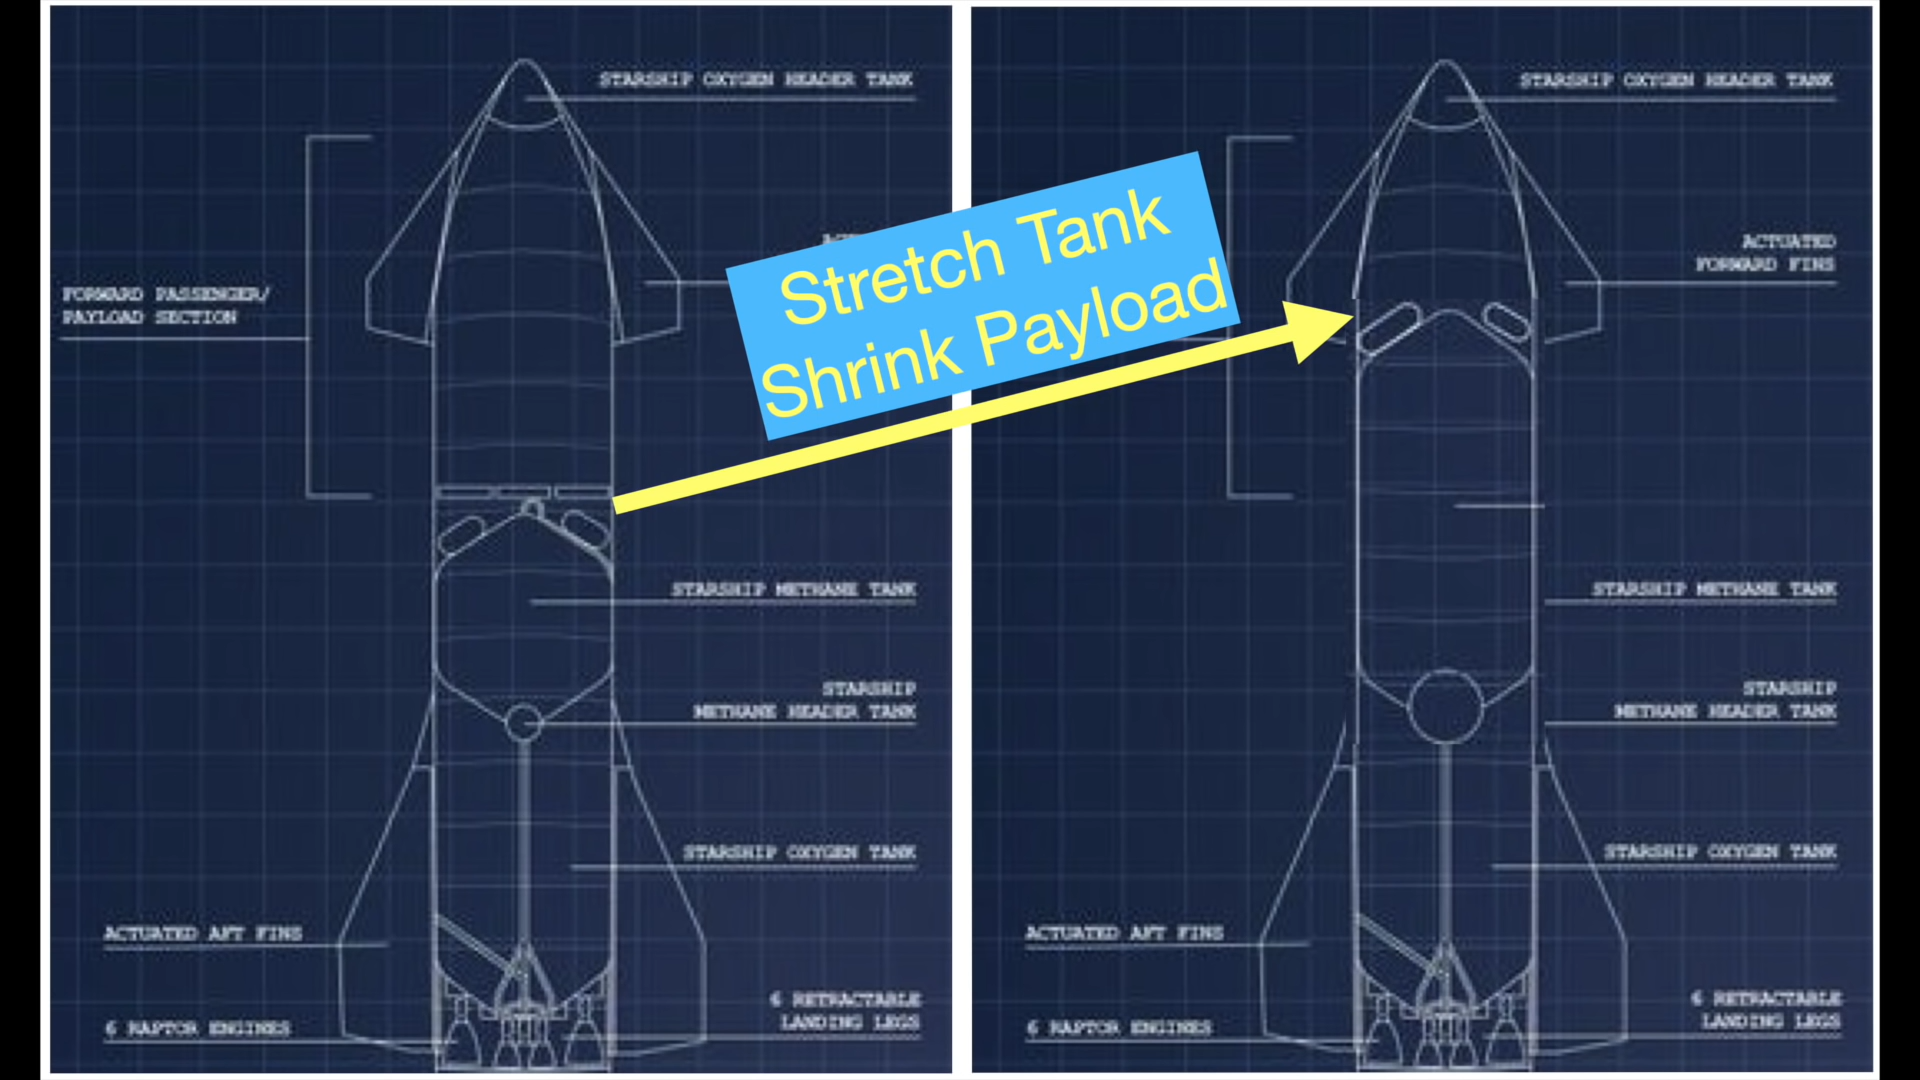 STARSHIP OXYGEN HEADER TANK
FORWARD PASSENGER/
PAYLOAD SECTION
STARSHIP METHANE TANK
STARSHIP
METHANE HEADER TANK
STARSHIP OXYGEN TANK
ACTUATED AFT FINS
6 RAPTOR ENGINES
6 RETRACTABLE
LANDING LEGS
Stretch Tank
Shrink Payload
STARSHIP OXYGEN HEADER TANK
ACTUATED
FORWARD FINS
STARSHIP METHANE TANK
STARSHIP
METHANE HEADER TANK
STARSHIP OXYGEN TANK
ACTUATED AFT FINS
6 RAPTOR ENGINES
6 RETRACTABLE
LANDING LEGS